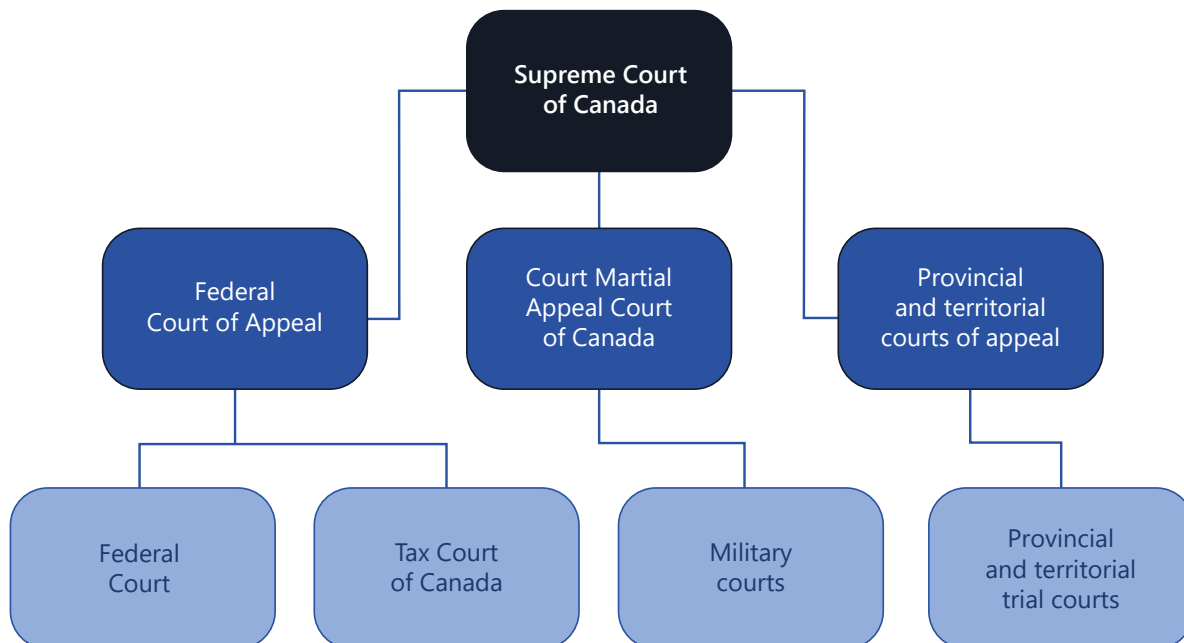 Supreme Court
of Canada
Federal
Court of Appeal
Court Martial
Appeal Court
of Canada
Provincial
and territorial
courts of appeal
Federal
Court
Tax Court
of Canada
Military
courts
Provincial
and territorial
trial courts